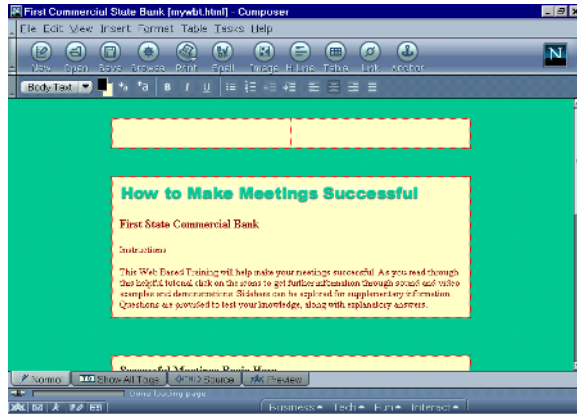 First Commercial State Bank [mywbt.html] - Composer
File Edit View Insert Format Table Tasks Help
New Open Save Browse Print Spell Image H.Line Table Link Anchor
N
Body Text B I U
How to Make Meetings Successful
First State Commercial Bank
Instructions
This Web Based Training will help make your meetings successful. As you read through
this helpful tutorial click on the icons to get further information through sound and video
examples and demonstrations. Sidebars can be explored for supplementary information.
Questions are provided to test your knowledge, along with explanatory answers.
Successful Meetings Begin Here
Normal Show All Tags <HTML> Source Preview
Done loading page
Business Tech Fun Interact